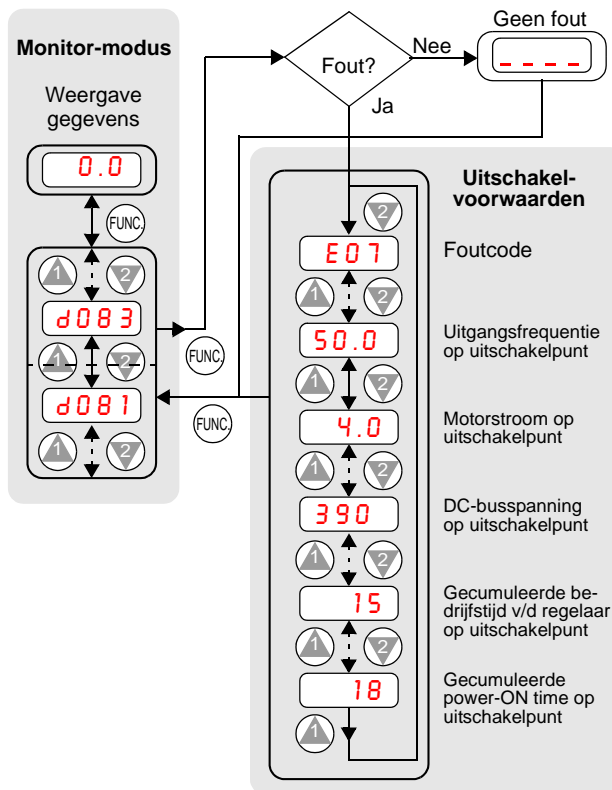 Monitor-modus
Weergave
gegevens
0.0
FUNC.
1 2
d083
1 2
d081
1 2
FUNC.
FUNC.
Fout?
Nee
Ja
Geen fout
_ _ _ _
Uitschakel-
voorwaarden
2
E07
Foutcode
1 2
50.0
Uitgangsfrequentie
op uitschakelpunt
1 2
4.0
Motorstroom op
uitschakelpunt
1 2
390
DC-busspanning
op uitschakelpunt
1 2
15
Gecumuleerde be-
drijfstijd v/d regelaar
op uitschakelpunt
1 2
18
Gecumuleerde
power-ON time op
uitschakelpunt
1